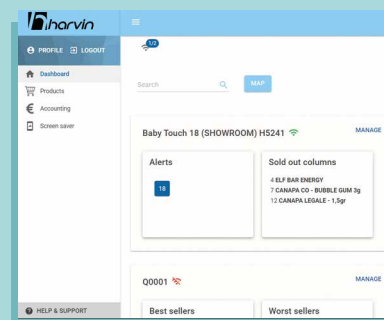 harvin
PROFILE LOGOUT
1/2
Dashboard
Products
Accounting
Screen saver
Search
MAP
Baby Touch 18 (SHOWROOM) H5241
MANAGE
Alerts
18
Sold out columns
4 ELF BAR ENERGY
7 CANAPA CO - BUBBLE GUM 3g
12 CANAPA LEGALE - 1,5gr
Q0001
MANAGE
Best sellers
Worst sellers
HELP & SUPPORT